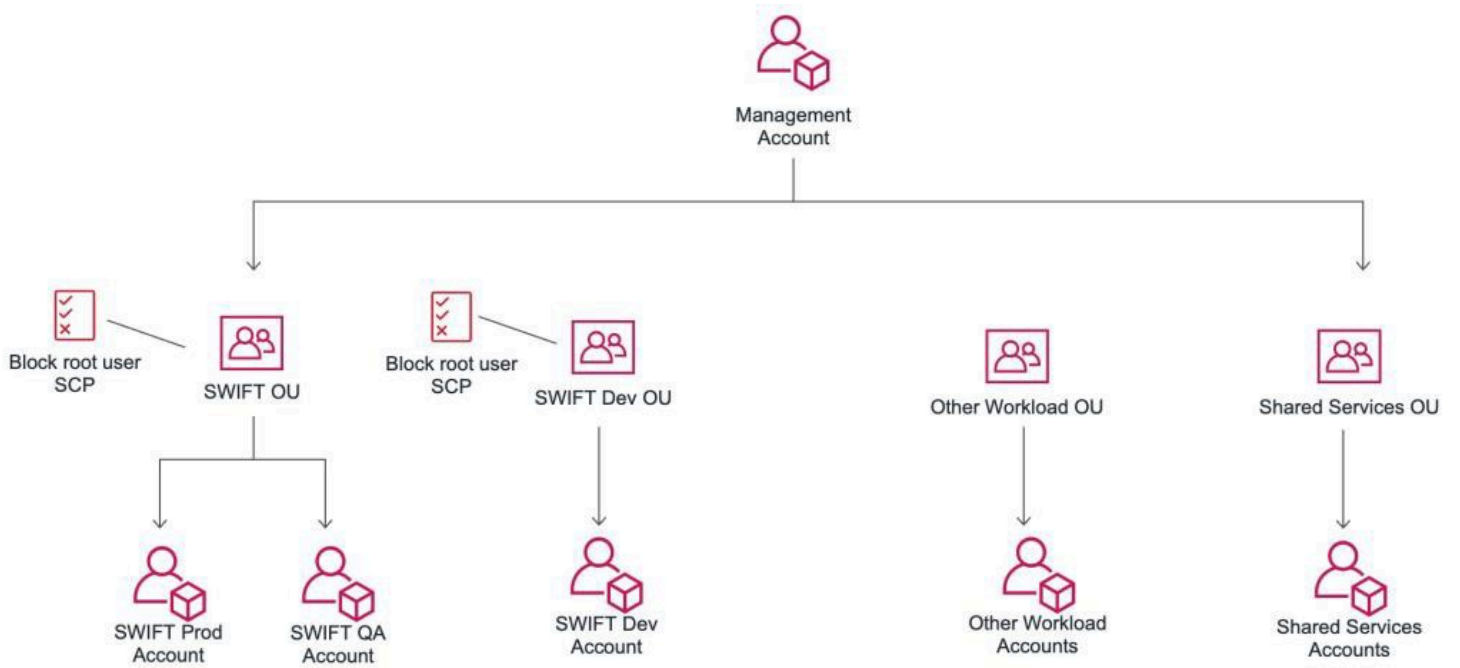 Management
Account
Block root user
SCP
SWIFT OU
Block root user
SCP
SWIFT Dev OU
Other Workload OU
Shared Services OU
SWIFT Prod
Account
SWIFT QA
Account
SWIFT Dev
Account
Other Workload
Accounts
Shared Services
Accounts